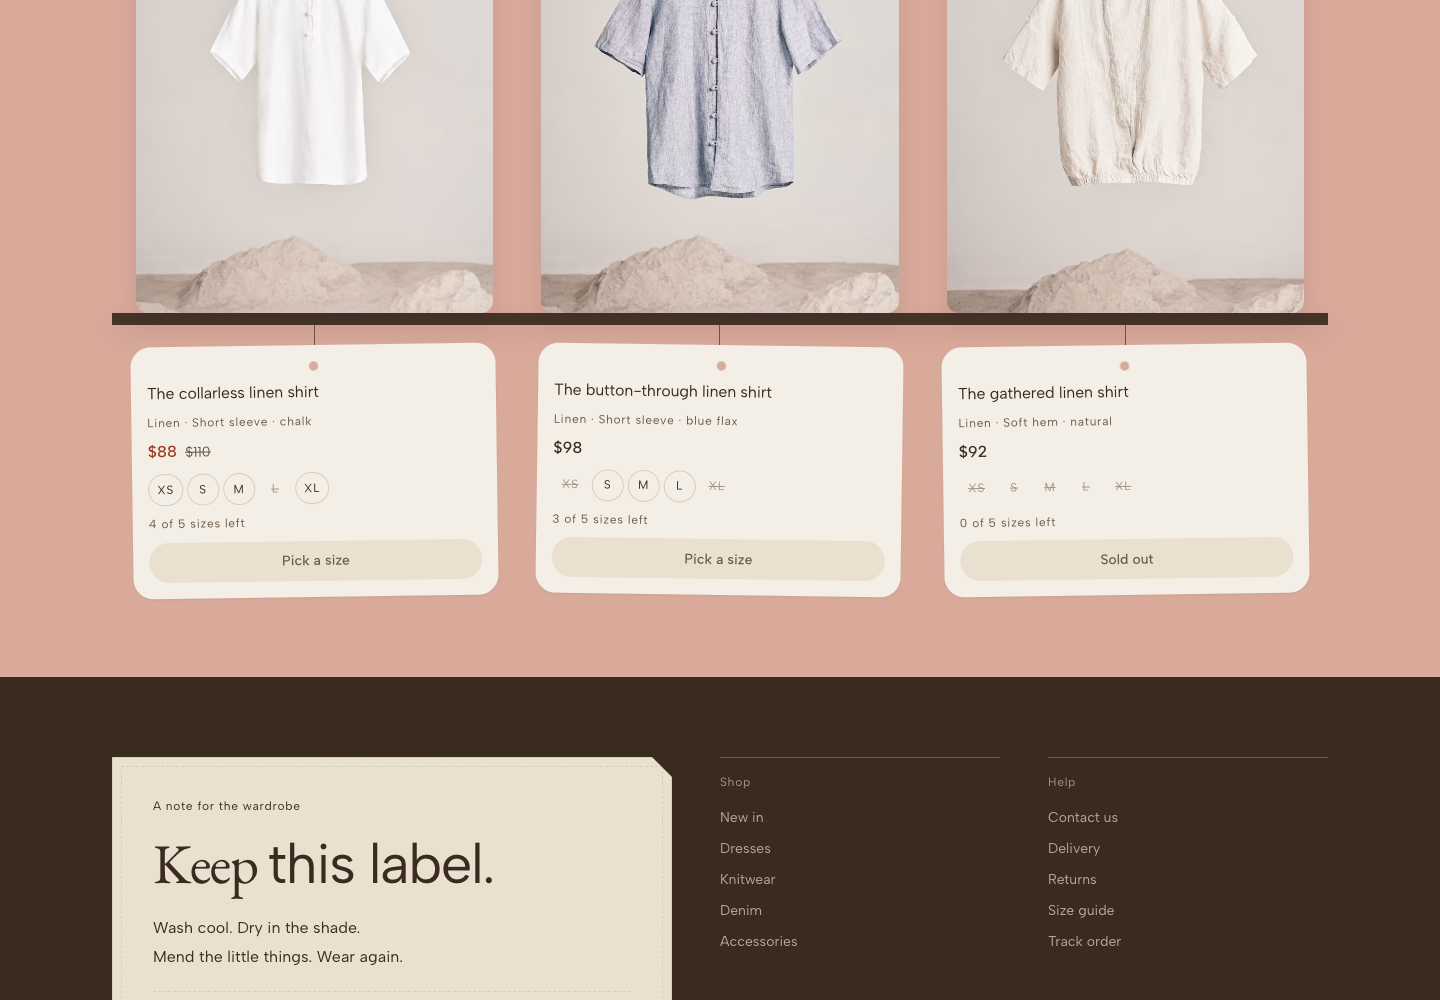 The collarless linen shirt
Linen · Short sleeve · chalk
$88 $110
XS S M L XL
4 of 5 sizes left
Pick a size
The button-through linen shirt
Linen · Short sleeve · blue flax
$98
XS S M L XL
3 of 5 sizes left
Pick a size
The gathered linen shirt
Linen · Soft hem · natural
$92
XS S M L XL
0 of 5 sizes left
Sold out
A note for the wardrobe
Keep this label.
Wash cool. Dry in the shade.
Mend the little things. Wear again.
Shop
New in
Dresses
Knitwear
Denim
Accessories
Help
Contact us
Delivery
Returns
Size guide
Track order